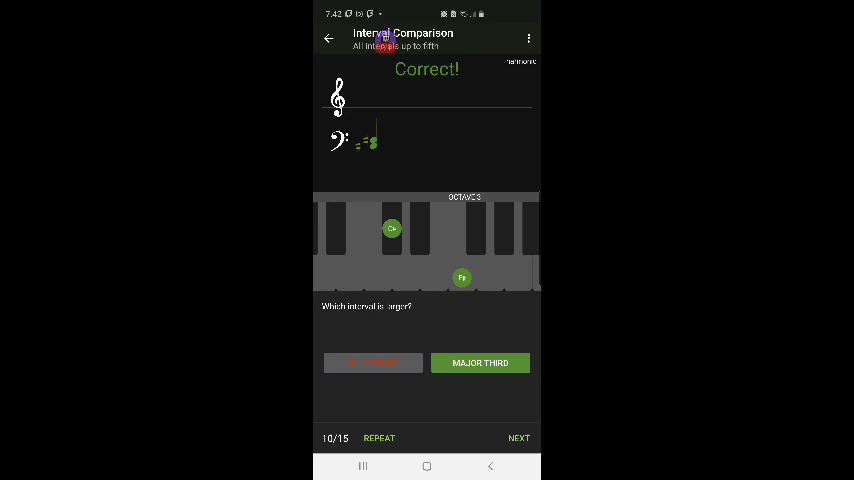 7:42
Interval Comparison
All intervals up to fifth
harmonic
Correct!
OCTAVE 3
C#
E#
Which interval is larger?
MAJOR THIRD
10/15 REPEAT NEXT